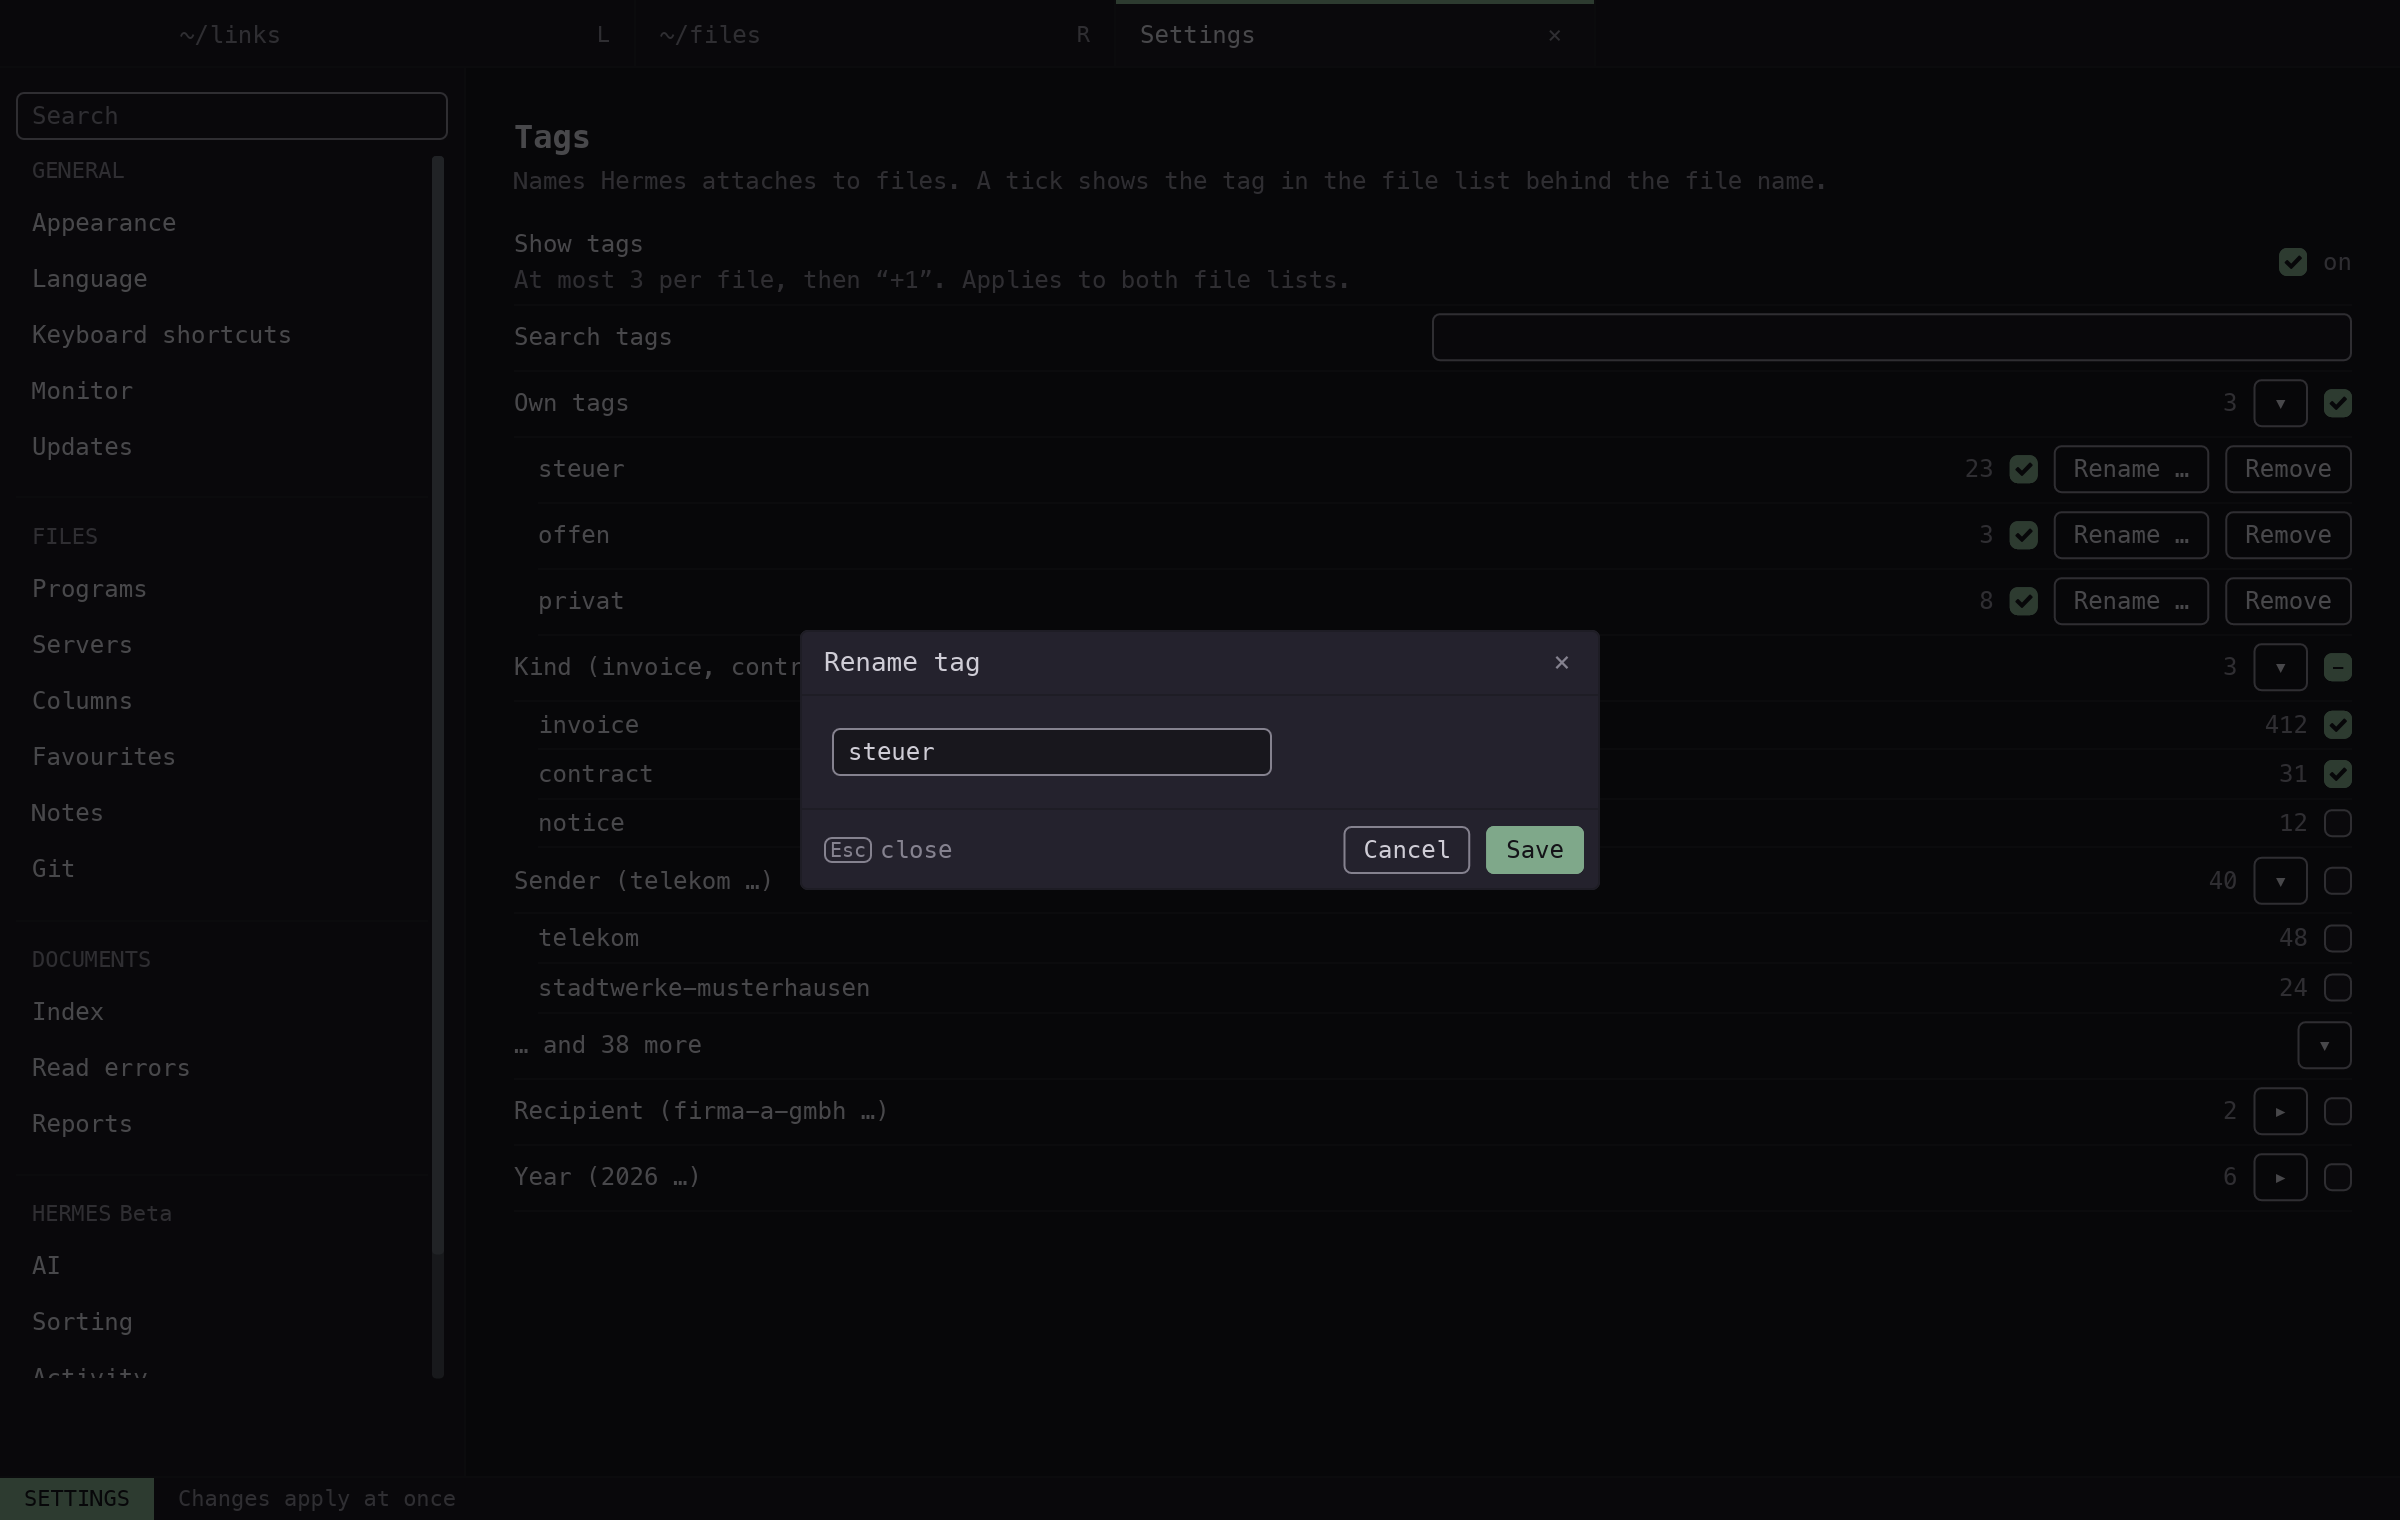 ~/links L ~/files R Settings ×
Search
GENERAL
Appearance
Language
Keyboard shortcuts
Monitor
Updates
FILES
Programs
Servers
Columns
Favourites
Notes
Git
DOCUMENTS
Index
Read errors
Reports
HERMES Beta
AI
Sorting
Activity
Tags
Names Hermes attaches to files. A tick shows the tag in the file list behind the file name.
Show tags
At most 3 per file, then “+1”. Applies to both file lists.
on
Search tags
Own tags 3 ▾
steuer 23 Rename … Remove
offen 3 Rename … Remove
privat 8 Rename … Remove
Kind (invoice, contr 3 ▾
invoice 412
contract 31
notice 12
Sender (telekom …) 40 ▾
telekom 48
stadtwerke-musterhausen 24
… and 38 more ▾
Recipient (firma-a-gmbh …) 2 ▸
Year (2026 …) 6 ▸
Rename tag ×
steuer
Esc close Cancel Save
SETTINGS Changes apply at once